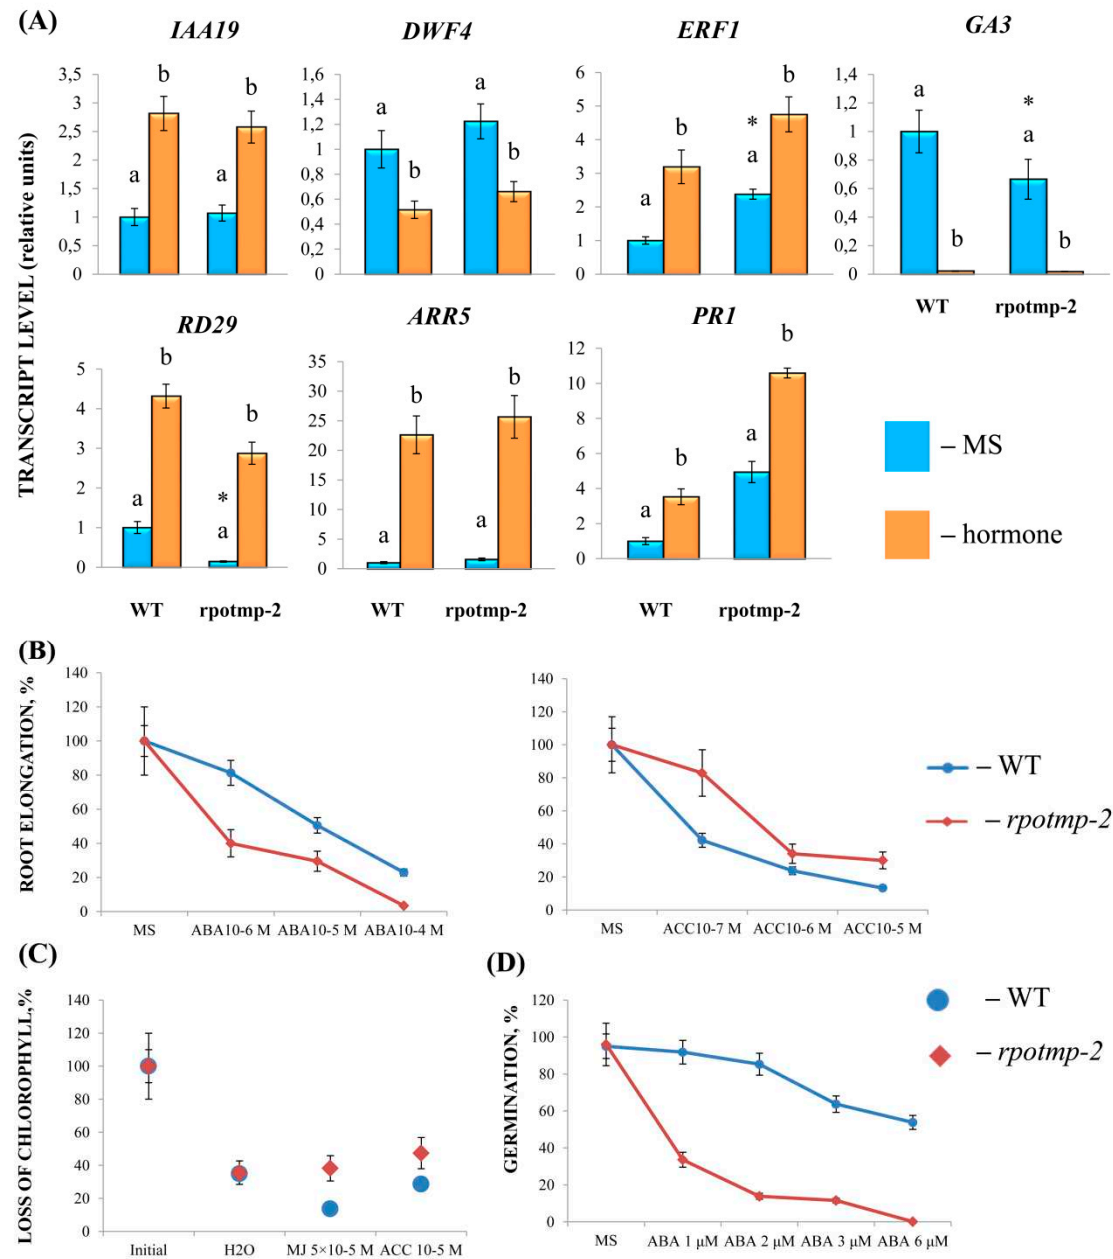 (A)
IAA19 DWF4 ERF1 GA3
TRANSCRIPT LEVEL (relative units)
3,5
3
2,5
2
1,5
1
0,5
0
a b a b
1,6
1,4
1,2
1
0,8
0,6
0,4
0,2
0
a b a b
6
5
4
3
2
1
0
a b * a b
1,4
1,2
1
0,8
0,6
0,4
0,2
0
a b * a b
WT rpotmp-2
RD29 ARR5 PR1
5
4
3
2
1
0
a b * a b
WT rpotmp-2
35
30
25
20
15
10
5
0
a b a b
WT rpotmp-2
12
10
8
6
4
2
0
a b a b
WT rpotmp-2
– MS
– hormone
(B)
ROOT ELONGATION, %
140
120
100
80
60
40
20
0
MS ABA10-6 M ABA10-5 M ABA10-4 M
140
120
100
80
60
40
20
0
MS ACC10-7 M ACC10-6 M ACC10-5 M
– WT
– rpotmp-2
(C)
LOSS OF CHLOROPHYLL,%
140
120
100
80
60
40
20
0
Initial H2O MJ 5×10-5 M ACC 10-5 M
(D)
GERMINATION, %
120
100
80
60
40
20
0
MS ABA 1 µM ABA 2 µM ABA 3 µM ABA 6 µM
– WT
– rpotmp-2